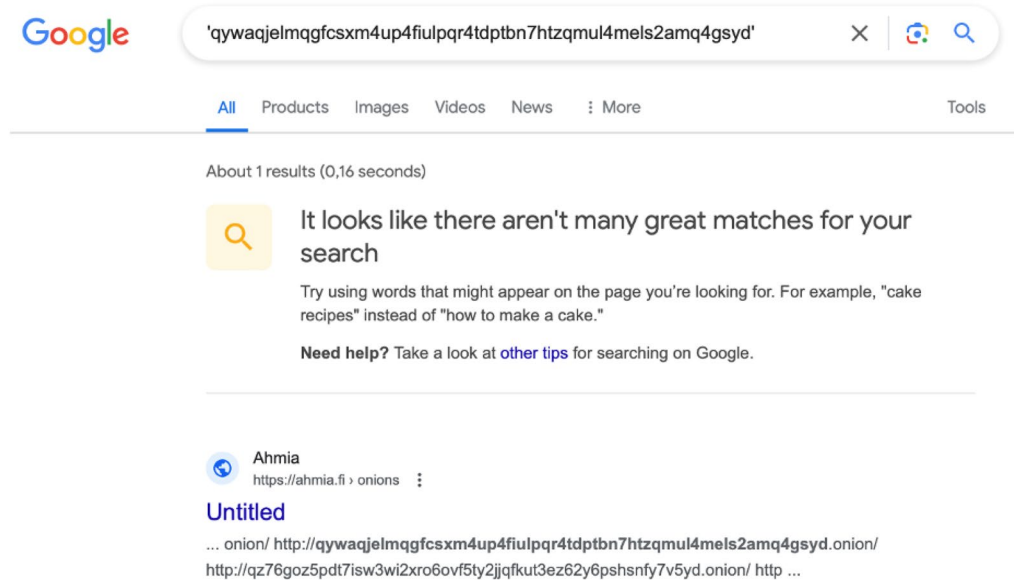 Google
'qywaqjelmqgfcsxm4up4fiulpqr4tdptbn7htzqmul4mels2amq4gsyd'
All Products Images Videos News More Tools
About 1 results (0,16 seconds)
It looks like there aren't many great matches for your
search
Try using words that might appear on the page you're looking for. For example, "cake
recipes" instead of "how to make a cake."
Need help? Take a look at other tips for searching on Google.
Ahmia
https://ahmia.fi › onions
Untitled
... onion/ http://qywaqjelmqgfcsxm4up4fiulpqr4tdptbn7htzqmul4mels2amq4gsyd.onion/
http://qz76goz5pdt7isw3wi2xro6ovf5ty2jjqfkut3ez62y6pshsnfy7v5yd.onion/ http ...